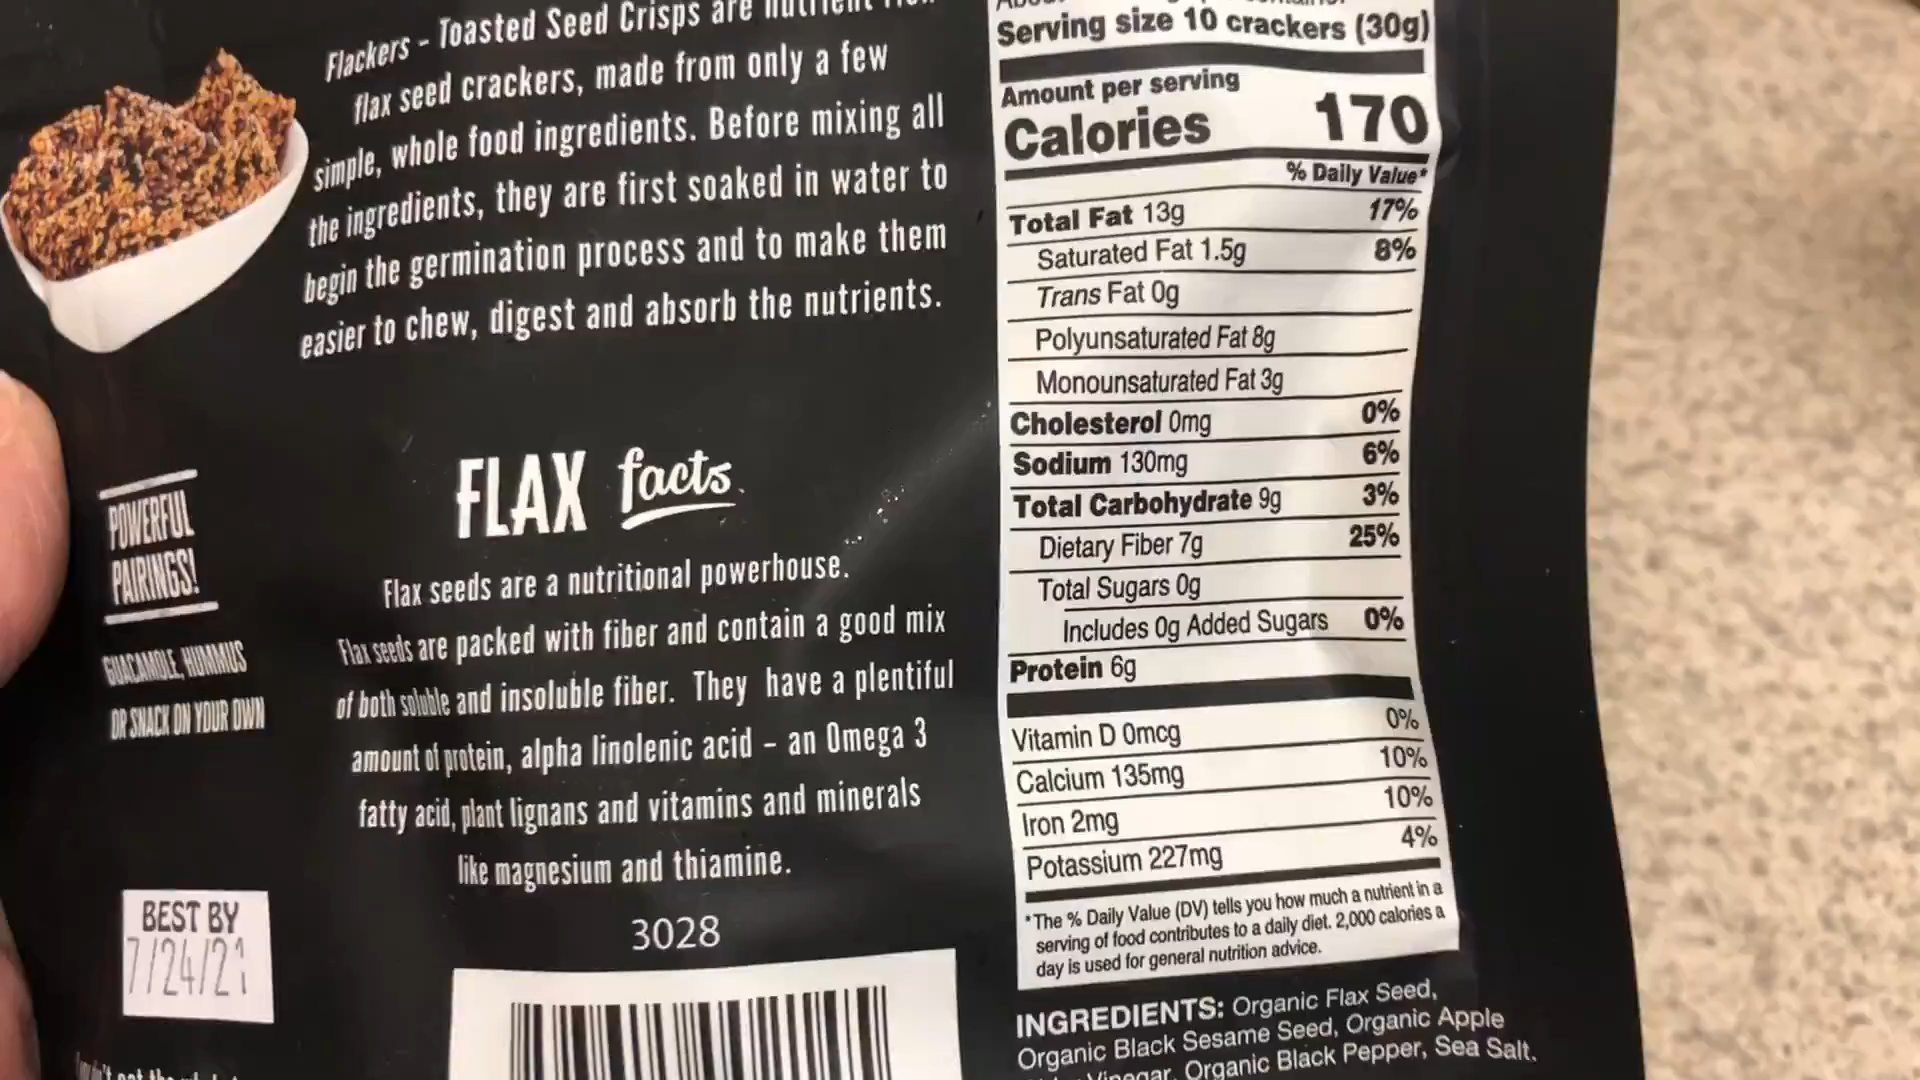 Flackers - Toasted Seed Crisps are
flax seed crackers, made from only a few
simple, whole food ingredients. Before mixing all
the ingredients, they are first soaked in water to
begin the germination process and to make them
easier to chew, digest and absorb the nutrients.
POWERFUL
PAIRINGS!
GUACAMOLE, HUMMUS
OR SNACK ON YOUR OWN
FLAX facts
Flax seeds are a nutritional powerhouse.
Flax seeds are packed with fiber and contain a good mix
of both soluble and insoluble fiber. They have a plentiful
amount of protein, alpha linolenic acid - an Omega 3
fatty acid, plant lignans and vitamins and minerals
like magnesium and thiamine.
BEST BY
7/24/21
3028
Serving size 10 crackers (30g)
Amount per serving
Calories 170
% Daily Value*
Total Fat 13g 17%
Saturated Fat 1.5g 8%
Trans Fat 0g
Polyunsaturated Fat 8g
Monounsaturated Fat 3g
Cholesterol 0mg 0%
Sodium 130mg 6%
Total Carbohydrate 9g 3%
Dietary Fiber 7g 25%
Total Sugars 0g
Includes 0g Added Sugars 0%
Protein 6g
Vitamin D 0mcg 0%
Calcium 135mg 10%
Iron 2mg 10%
Potassium 227mg 4%
*The % Daily Value (DV) tells you how much a nutrient in a
serving of food contributes to a daily diet. 2,000 calories a
day is used for general nutrition advice.
INGREDIENTS: Organic Flax Seed,
Organic Black Sesame Seed, Organic Apple
Vinegar, Organic Black Pepper, Sea Salt.